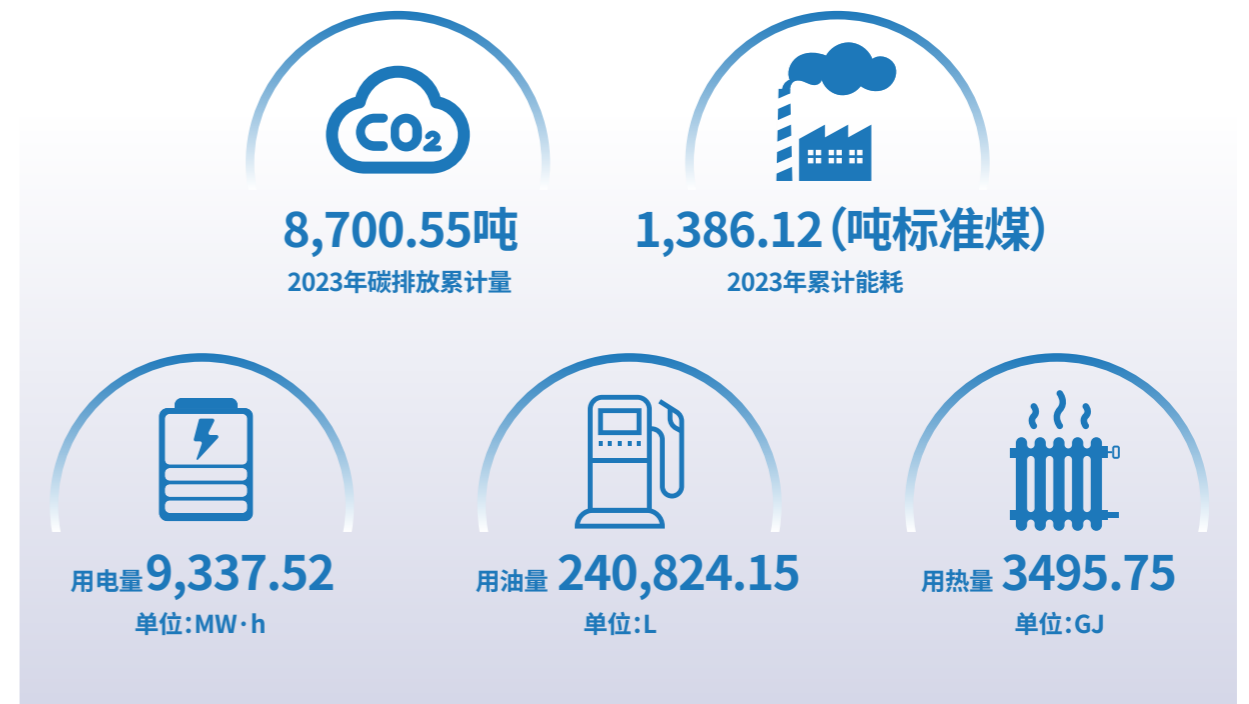 CO₂
8,700.55吨
2023年碳排放累计量
1,386.12（吨标准煤）
2023年累计能耗
用电量9,337.52
单位：MW·h
用油量 240,824.15
单位：L
用热量 3495.75
单位：GJ